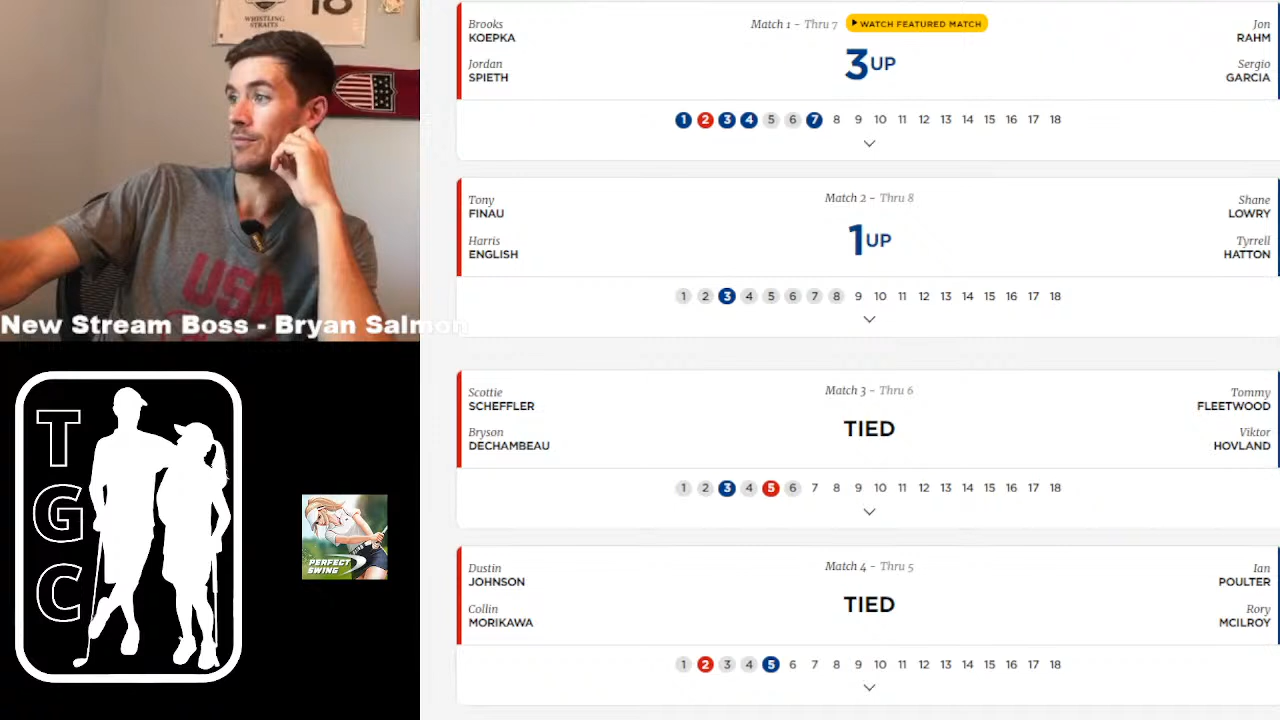 18
WHISTLING
STRAITS
USA
New Stream Boss - Bryan Salmon
T
G
C
PERFECT
SWING
Brooks
KOEPKA
Jordan
SPIETH
Match 1 - Thru 7
WATCH FEATURED MATCH
3 UP
Jon
RAHM
Sergio
GARCIA
1 2 3 4 5 6 7 8 9 10 11 12 13 14 15 16 17 18
Tony
FINAU
Harris
ENGLISH
Match 2 - Thru 8
1 UP
Shane
LOWRY
Tyrrell
HATTON
1 2 3 4 5 6 7 8 9 10 11 12 13 14 15 16 17 18
Scottie
SCHEFFLER
Bryson
DECHAMBEAU
Match 3 - Thru 6
TIED
Tommy
FLEETWOOD
Viktor
HOVLAND
1 2 3 4 5 6 7 8 9 10 11 12 13 14 15 16 17 18
Dustin
JOHNSON
Collin
MORIKAWA
Match 4 - Thru 5
TIED
Ian
POULTER
Rory
MCILROY
1 2 3 4 5 6 7 8 9 10 11 12 13 14 15 16 17 18